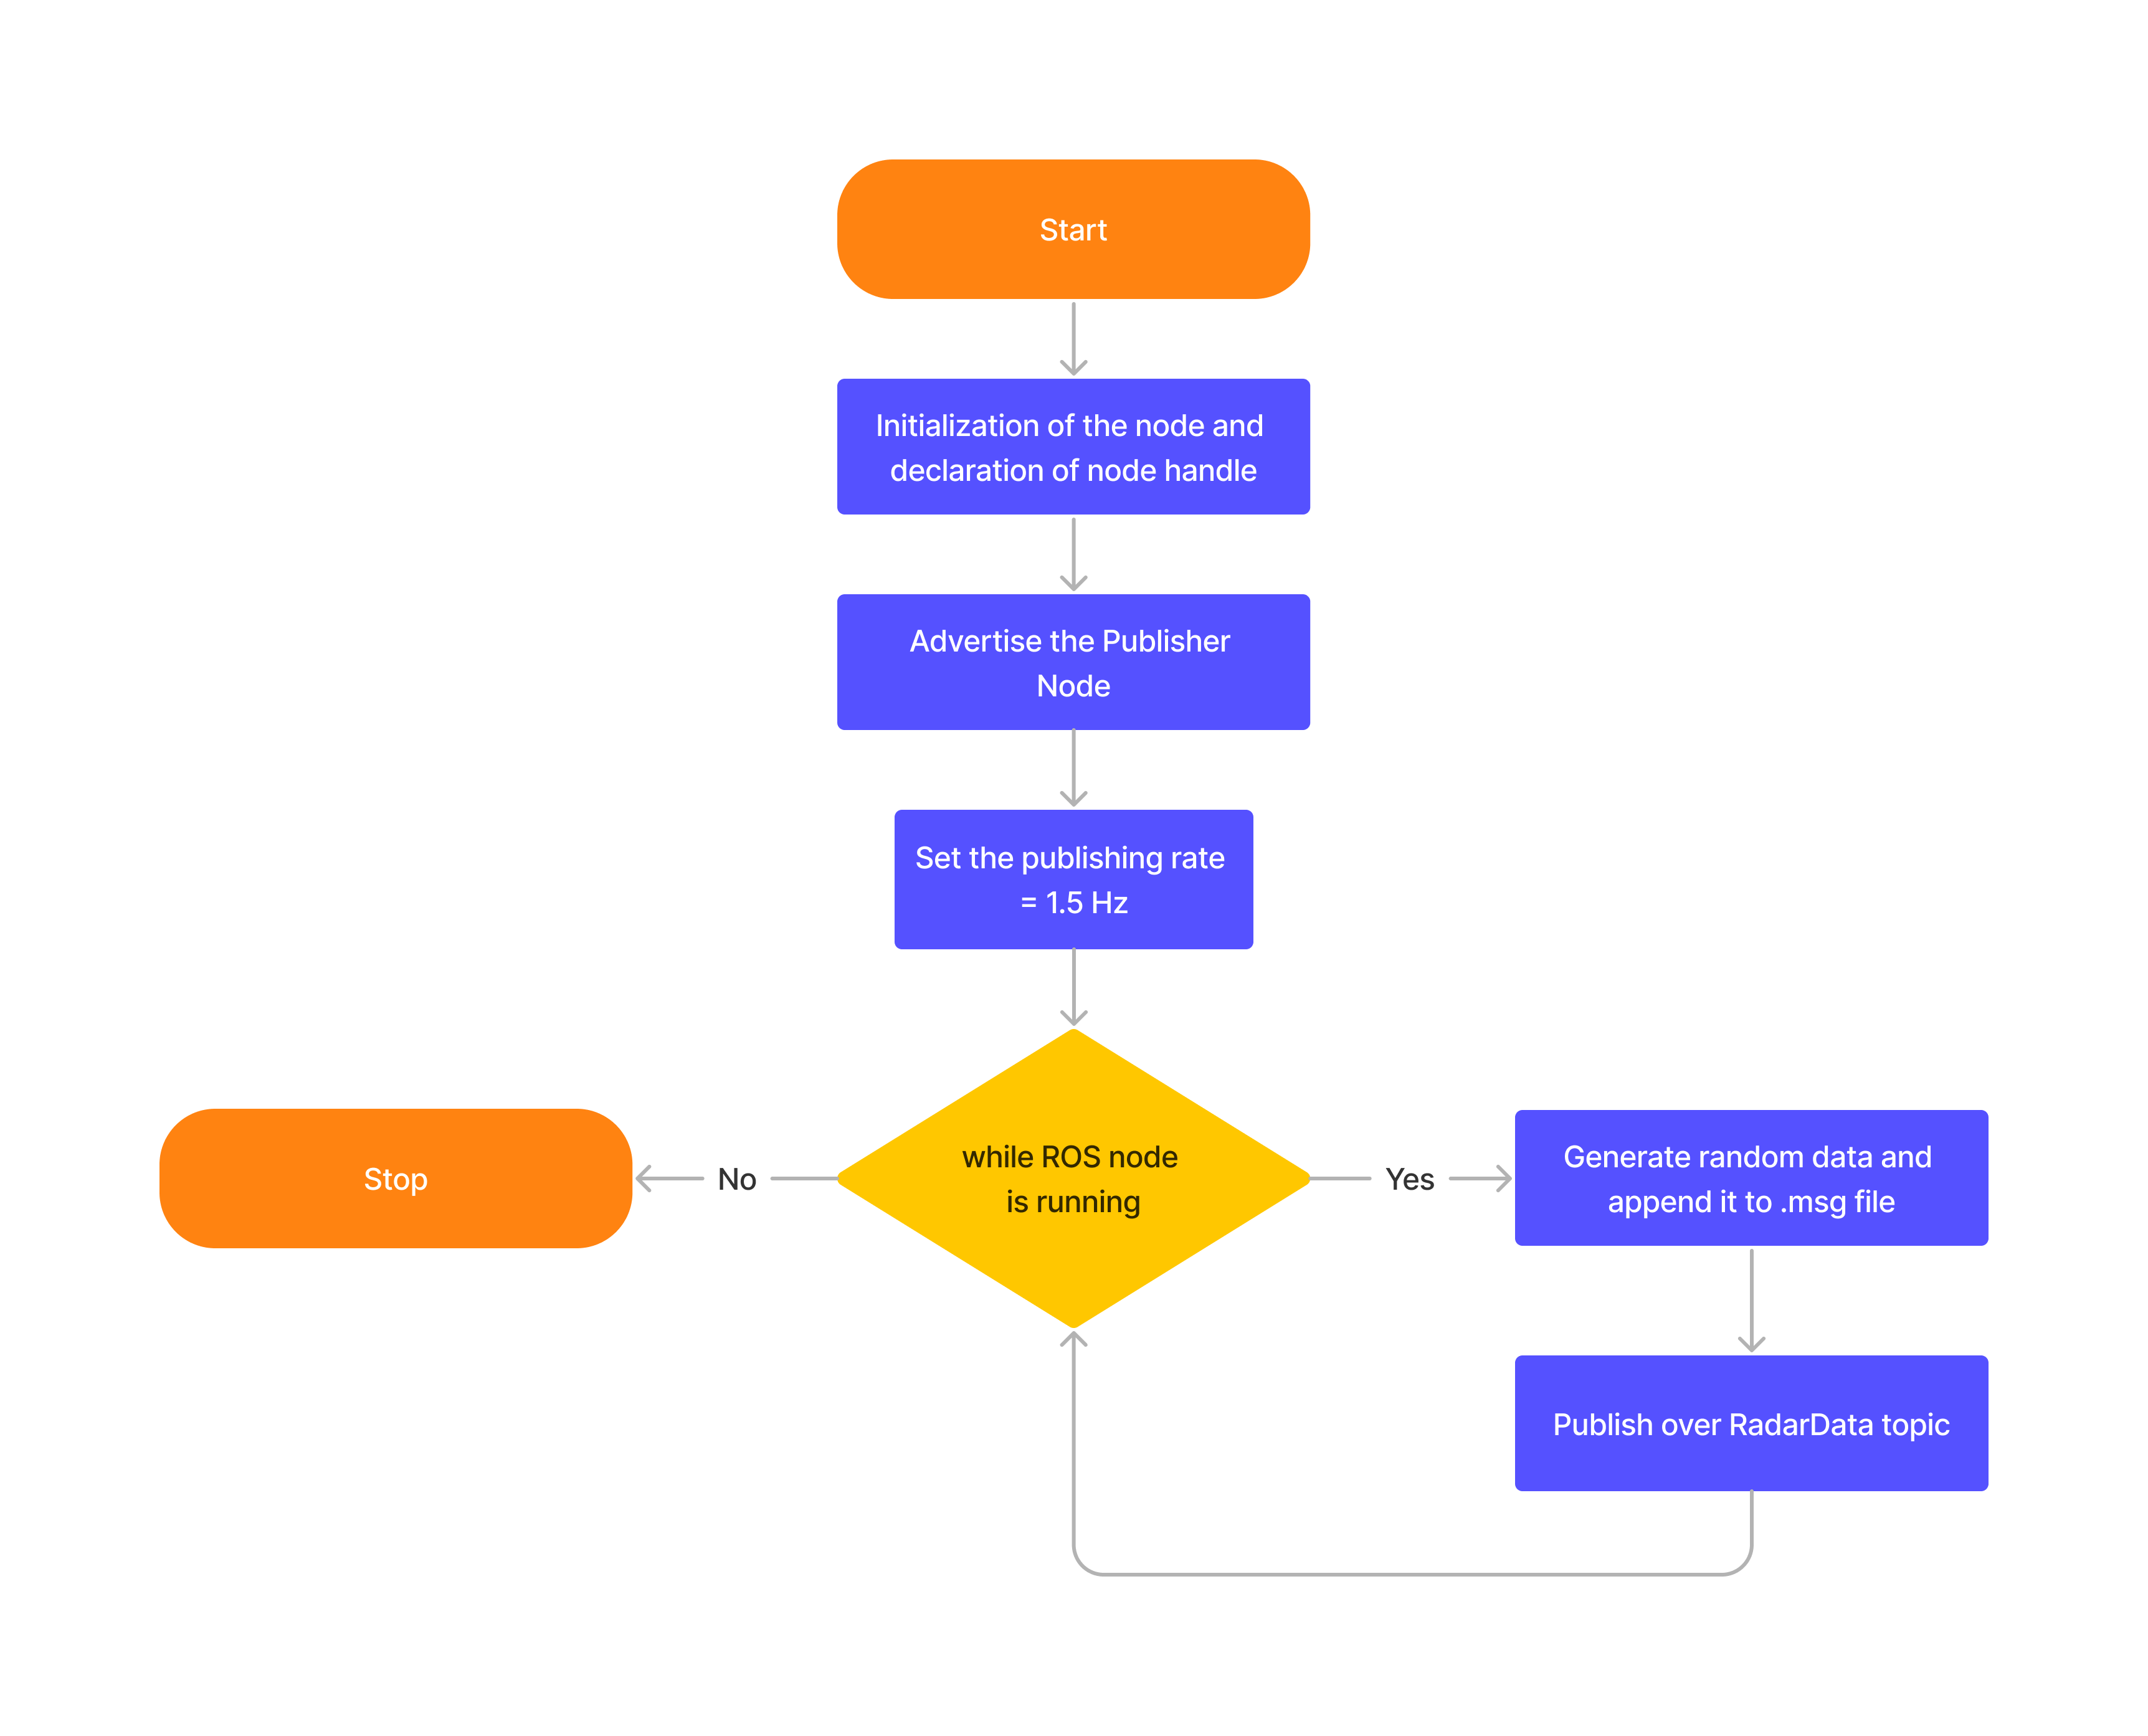 Start
Initialization of the node and
declaration of node handle
Advertise the Publisher
Node
Set the publishing rate
= 1.5 Hz
while ROS node
is running
No
Stop
Yes
Generate random data and
append it to .msg file
Publish over RadarData topic